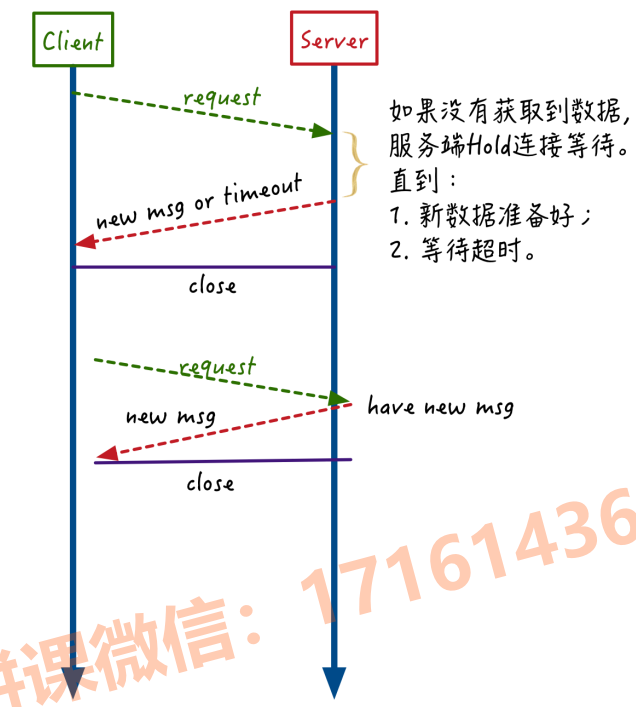 Client
Server
request
如果没有获取到数据,
服务端Hold连接等待。
直到：
1. 新数据准备好；
2. 等待超时。
new msg or timeout
close
request
have new msg
new msg
close
课微信：17161436